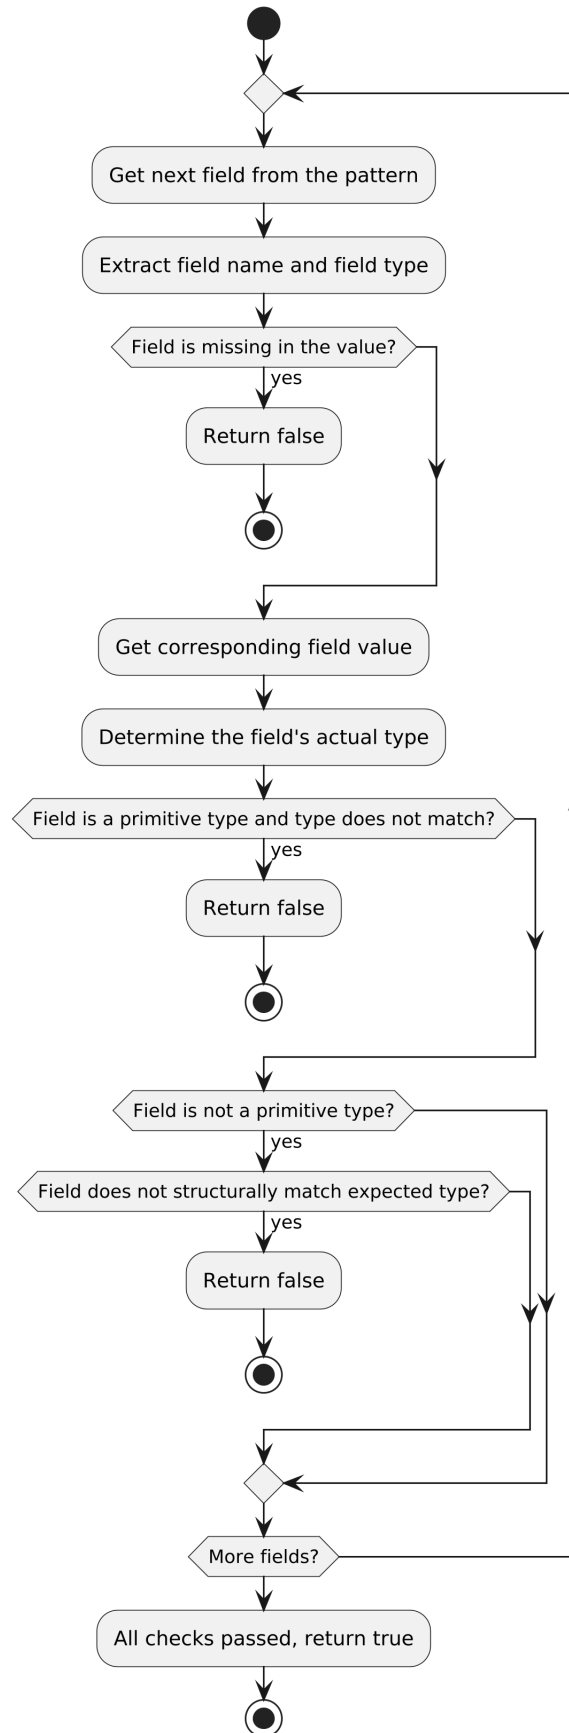 Get next field from the pattern
Extract field name and field type
Field is missing in the value?
yes
Return false
Get corresponding field value
Determine the field's actual type
Field is a primitive type and type does not match?
yes
Return false
Field is not a primitive type?
yes
Field does not structurally match expected type?
yes
Return false
More fields?
All checks passed, return true